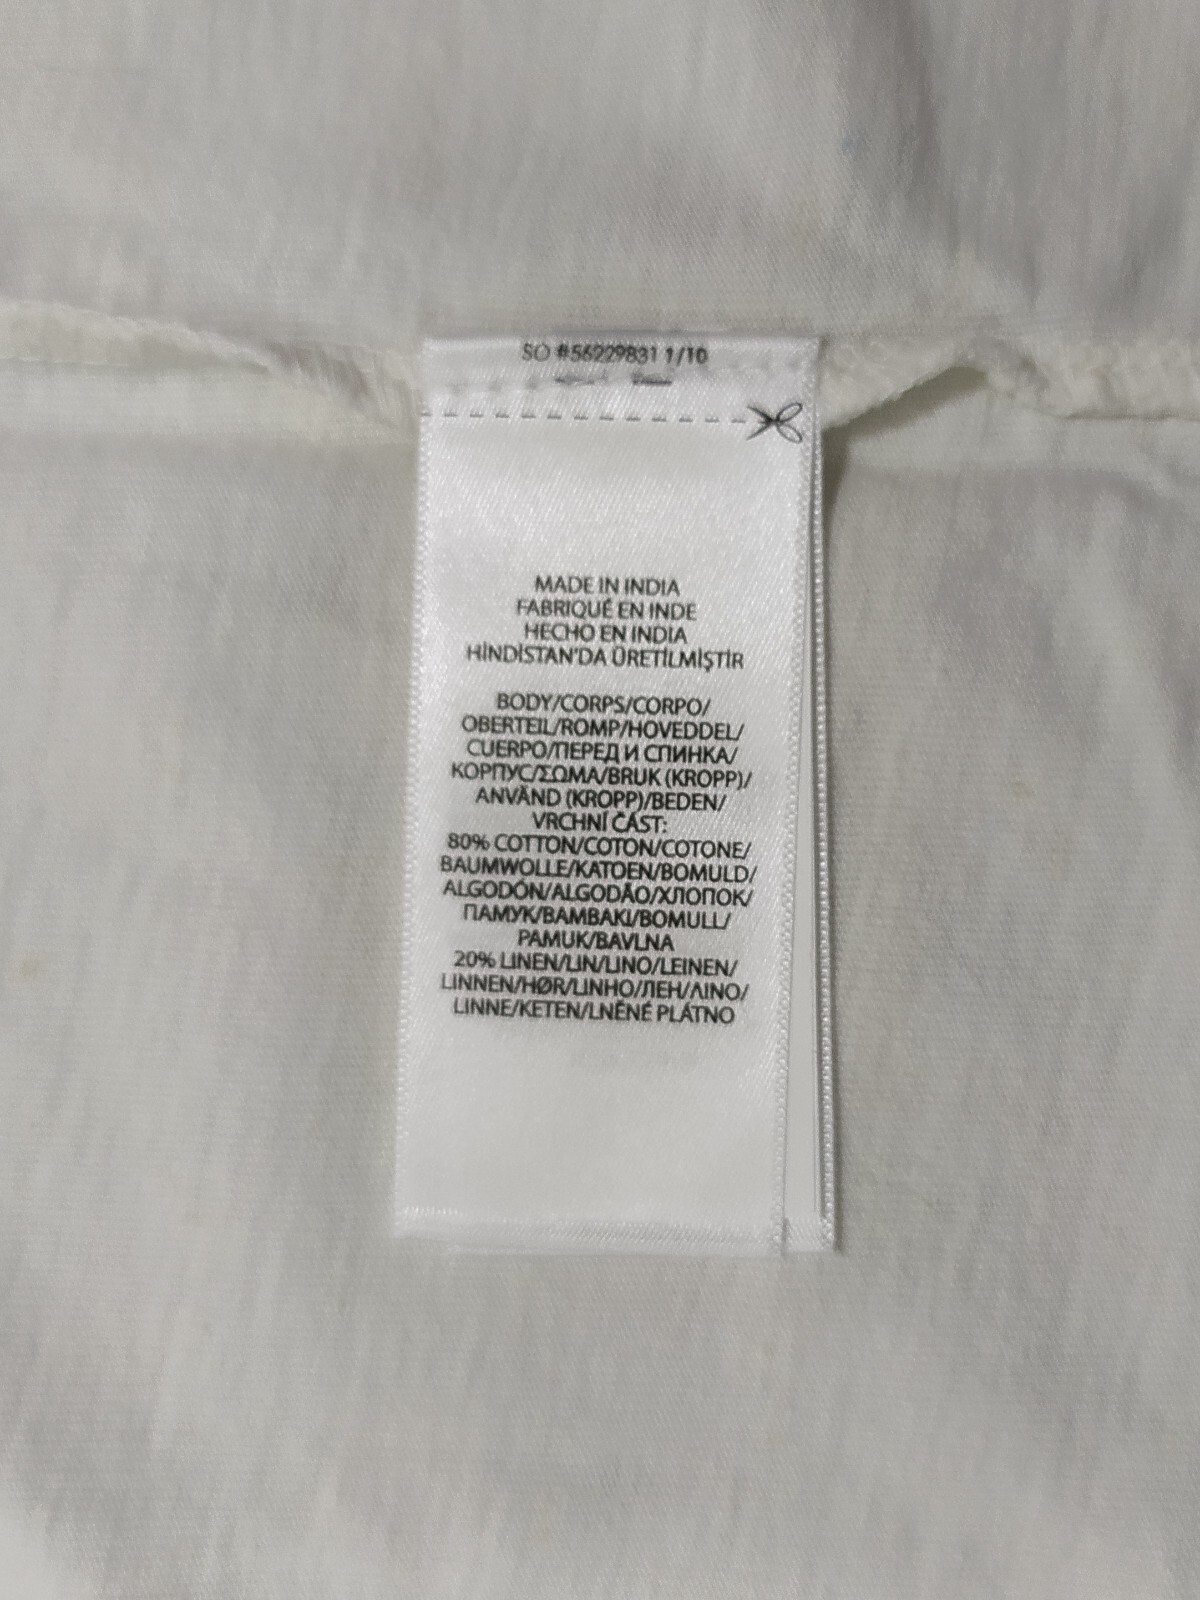 SO #56229831 1/10
MADE IN INDIA
FABRIQUÉ EN INDE
HECHO EN INDIA
HİNDİSTAN'DA ÜRETİLMİŞTİR
BODY/CORPS/CORPO/
OBERTEIL/ROMP/HOVEDDEL/
CUERPO/ПЕРЕД И СПИНКА/
КОРПУС/ΣΩΜΑ/BRUK (KROPP)/
ANVÄND (KROPP)/BEDEN/
VRCHNÍ ČÁST:
80% COTTON/COTON/COTONE/
BAUMWOLLE/KATOEN/BOMULD/
ALGODÓN/ALGODÃO/ХЛОПОК/
ПАМУК/ΒΑΜΒΑΚΙ/BOMULL/
PAMUK/BAVLNA
20% LINEN/LIN/LINO/LEINEN/
LINNEN/HØR/LINHO/ЛЕН/ΛΙΝΟ/
LINNE/KETEN/LNĚNÉ PLÁTNO